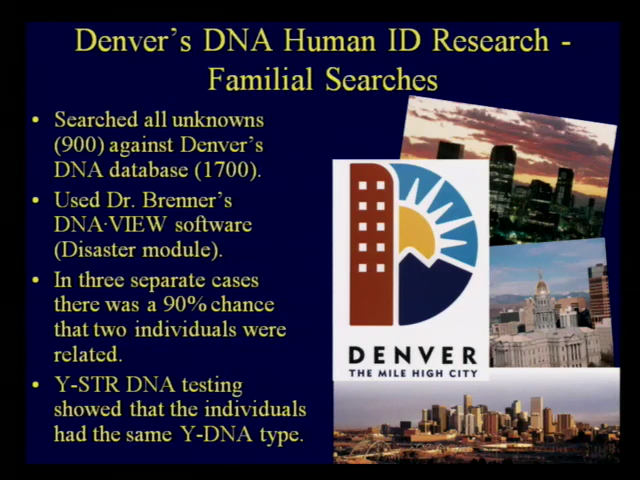 Denver's DNA Human ID Research -
Familial Searches
• Searched all unknowns
(900) against Denver's
DNA database (1700).
• Used Dr. Brenner's
DNA·VIEW software
(Disaster module).
• In three separate cases
there was a 90% chance
that two individuals were
related.
• Y-STR DNA testing
showed that the individuals
had the same Y-DNA type.
DENVER
THE MILE HIGH CITY